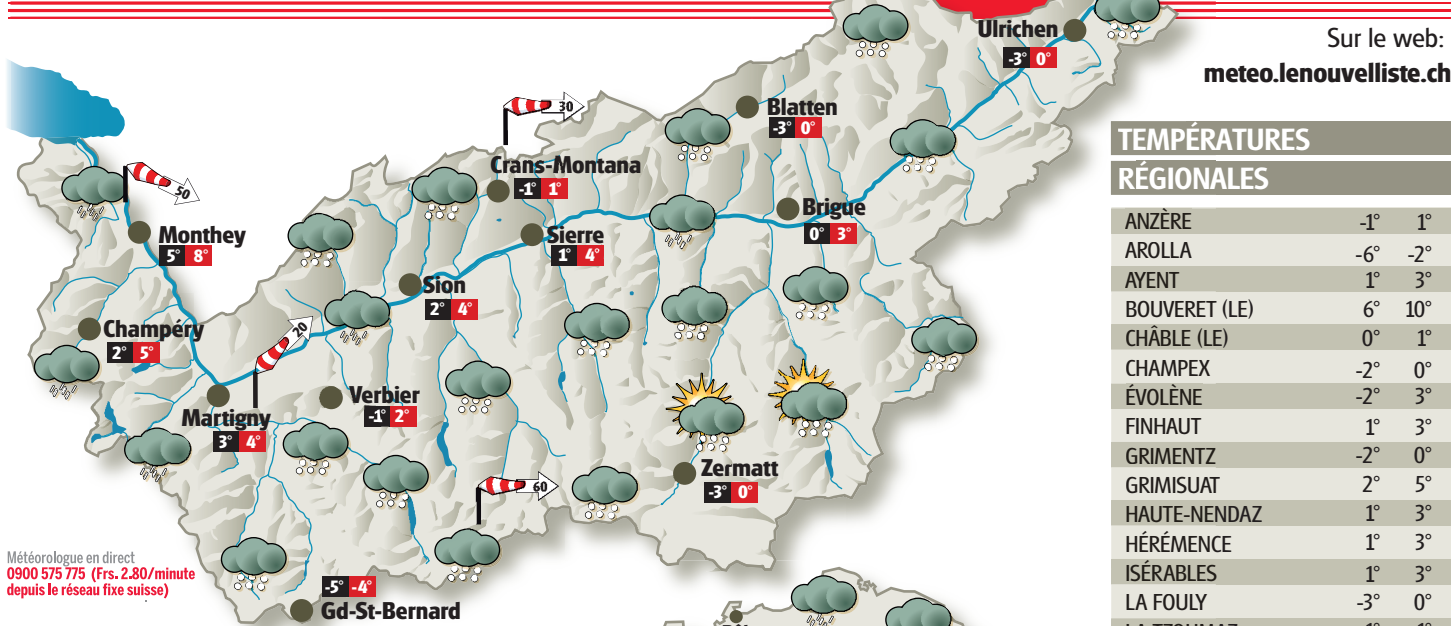 Ulrichen
-3° 0°
Sur le web:
meteo.lenouvelliste.ch
30
Blatten
-3° 0°
Crans-Montana
-1° 1°
50
Monthey
5° 8°
Brigue
0° 3°
Sierre
1° 4°
Sion
2° 4°
Champéry
2° 5°
20
Verbier
-1° 2°
Martigny
3° 4°
Zermatt
-3° 0°
60
Météorologue en direct
0900 575 775 (Frs. 2.80/minute
depuis le réseau fixe suisse)
-5° -4°
Gd-St-Bernard
TEMPÉRATURES
RÉGIONALES
ANZÈRE -1° 1°
AROLLA -6° -2°
AYENT 1° 3°
BOUVERET (LE) 6° 10°
CHÂBLE (LE) 0° 1°
CHAMPEX -2° 0°
ÉVOLÈNE -2° 3°
FINHAUT 1° 3°
GRIMENTZ -2° 0°
GRIMISUAT 2° 5°
HAUTE-NENDAZ 1° 3°
HÉRÉMENCE 1° 3°
ISÉRABLES 1° 3°
LA FOULY -3° 0°